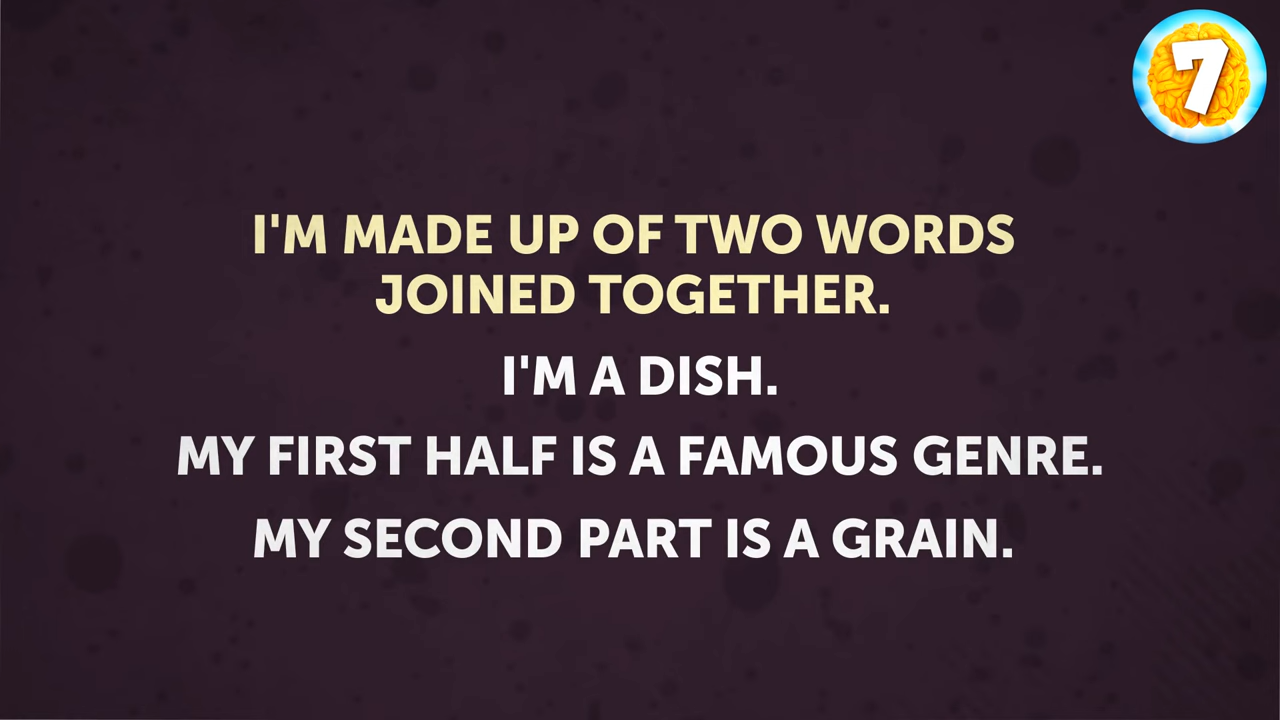 7
I'M MADE UP OF TWO WORDS
JOINED TOGETHER.
I'M A DISH.
MY FIRST HALF IS A FAMOUS GENRE.
MY SECOND PART IS A GRAIN.